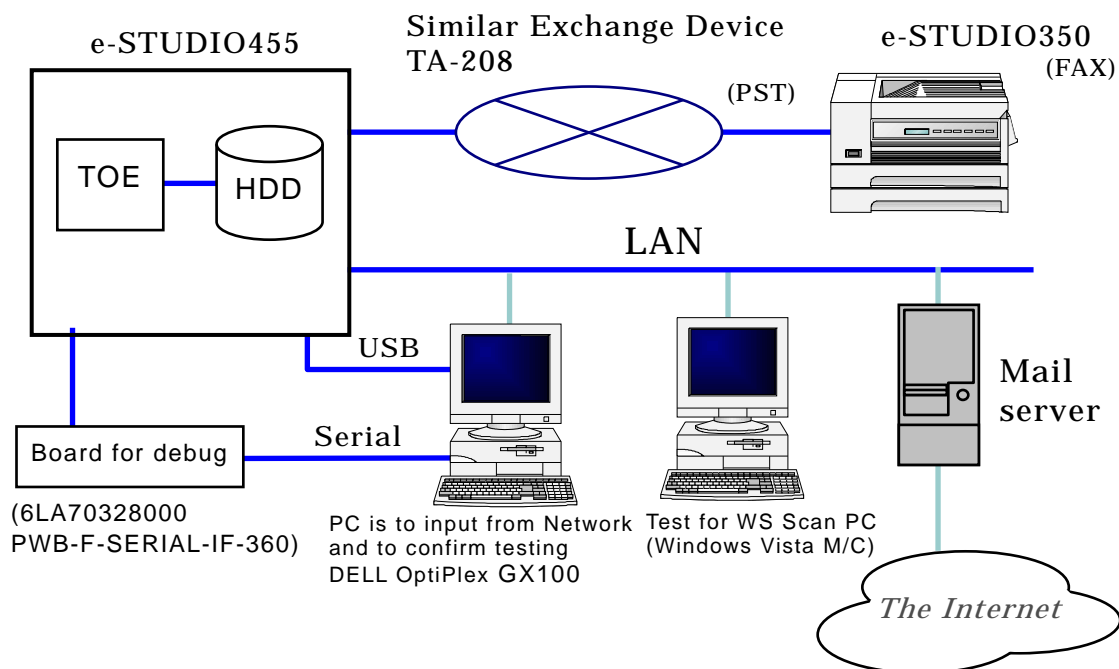 e-STUDIO455
Similar Exchange Device
TA-208
e-STUDIO350
(FAX)
(PST)
TOE
HDD
LAN
USB
Serial
Board for debug
(6LA70328000
PWB-F-SERIAL-IF-360)
PC is to input from Network
and to confirm testing
DELL OptiPlex GX100
Test for WS Scan PC
(Windows Vista M/C)
Mail
server
The Internet